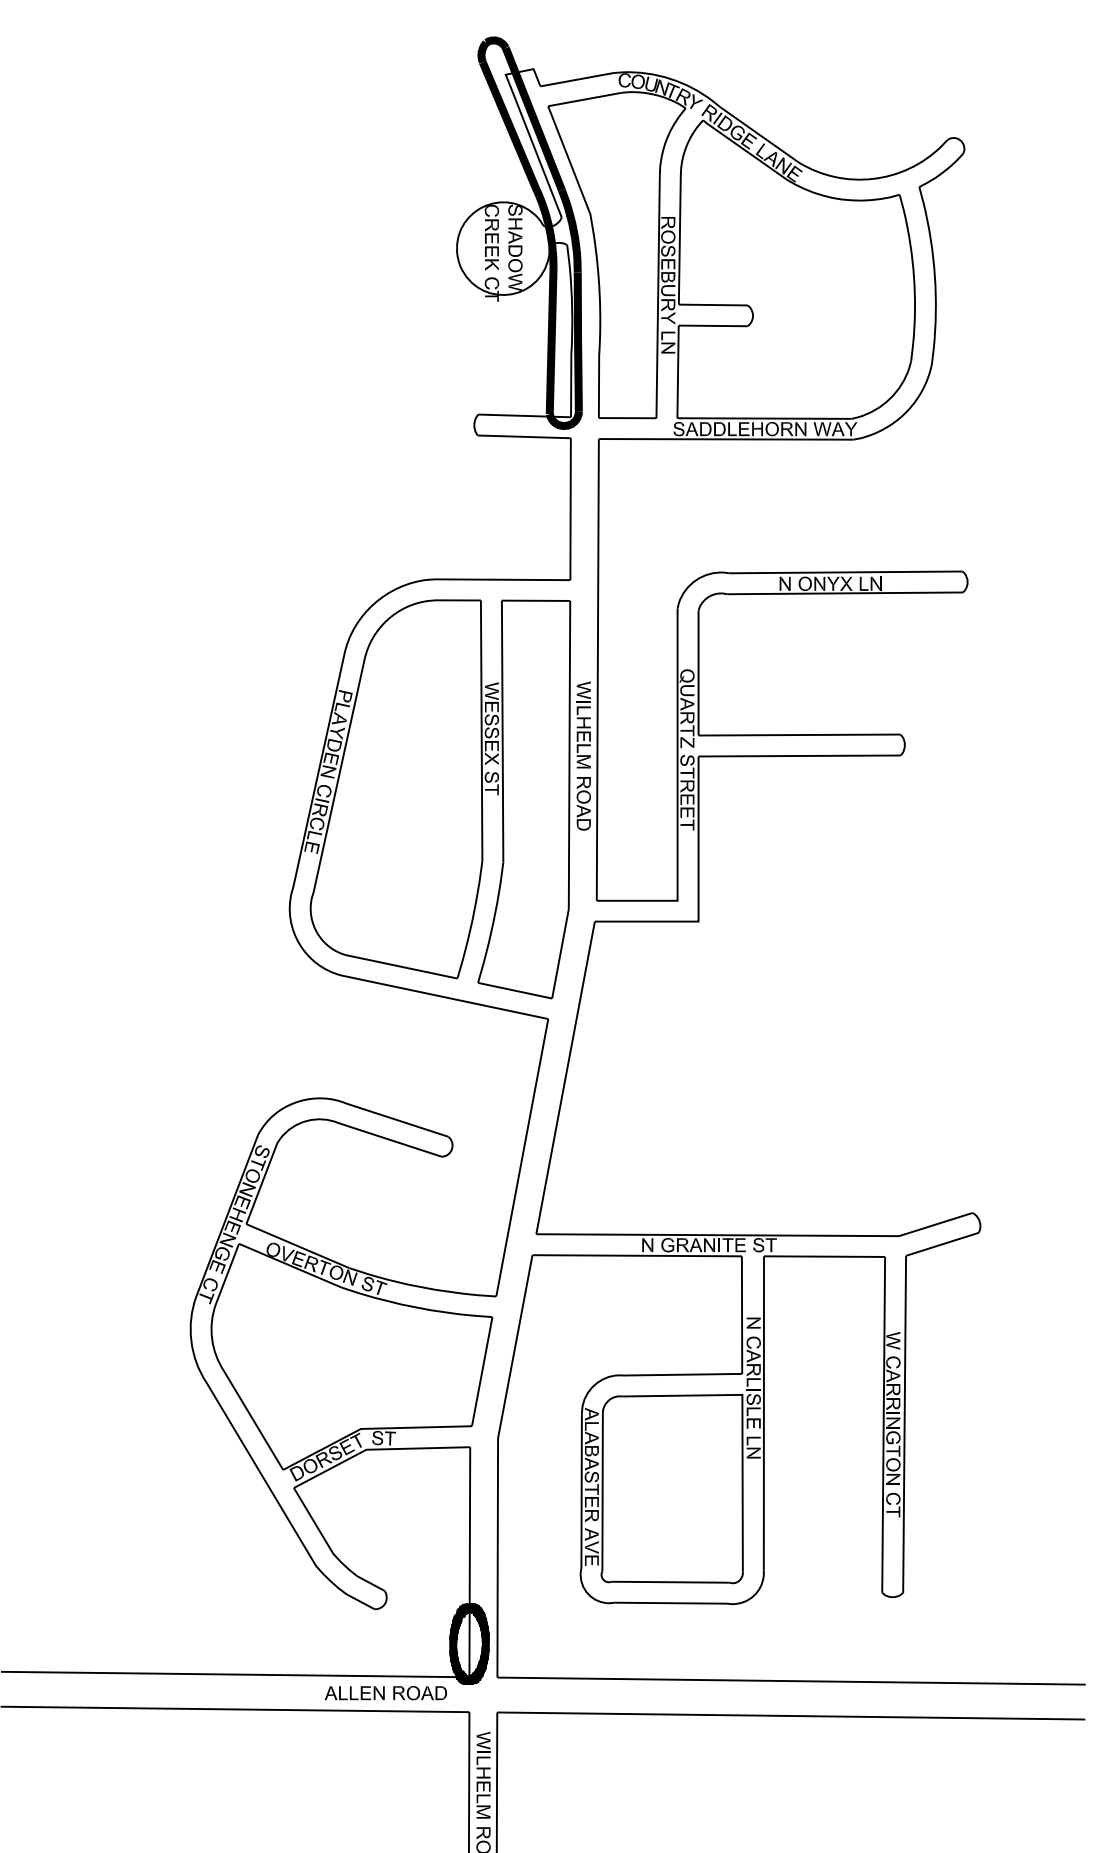 COUNTRY RIDGE LANE
SHADOW
CREEK CT
ROSEBURY LN
SADDLEHORN WAY
N ONYX LN
PLAYDEN CIRCLE
WESSEX ST
WILHELM ROAD
QUARTZ STREET
STONEHENGE CT
OVERTON ST
N GRANITE ST
DORSET ST
ALABASTER AVE
N CARLISLE LN
W CARRINGTON CT
ALLEN ROAD
WILHELM RO